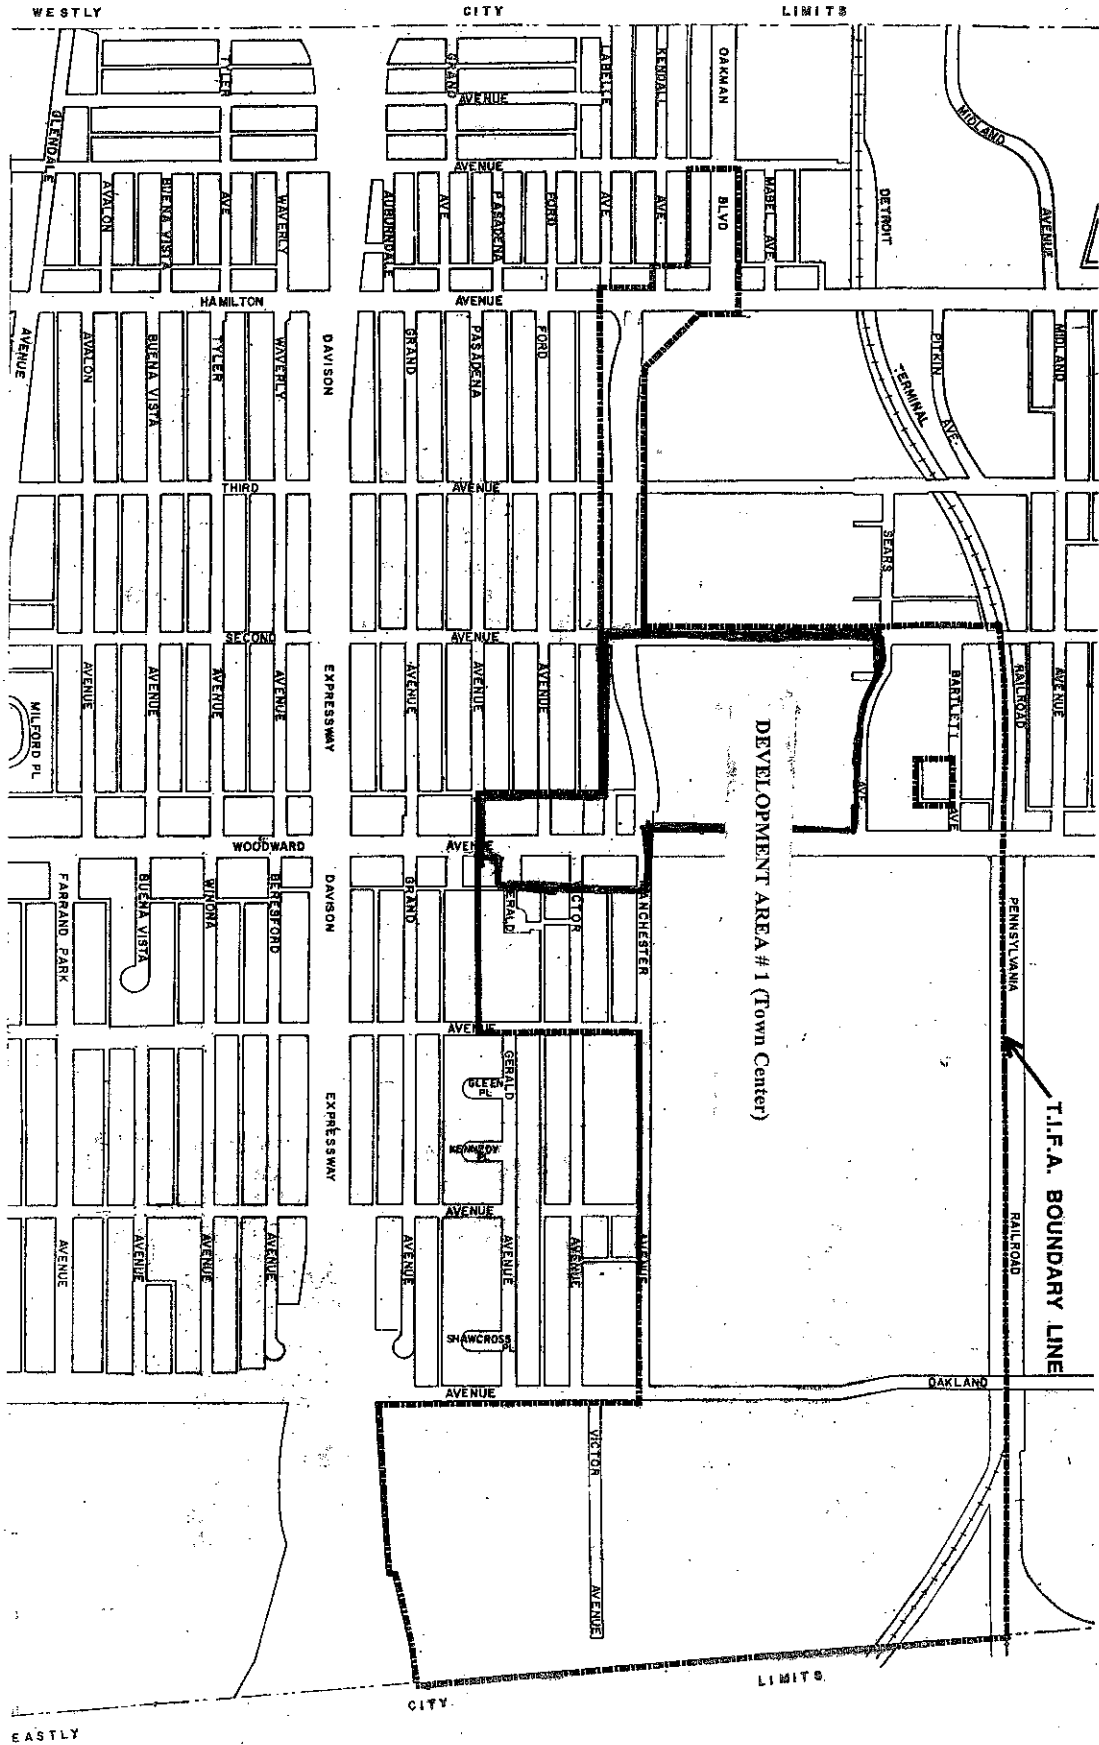 WESTLY CITY LIMITS
GLENDALE
TYLER
GRAND
AVENUE
LABELLE
KENDALL
OAKMAN
MIDLAND
AVENUE
AVENUE
AVALON
BUENA VISTA
AVE
WAVERLY
AUBURNDALE
AVE
PASADENA
FORD
AVE
AVE.
BLVD
MABEL AVE
DETROIT
HAMILTON AVENUE
AVENUE
AVALON
BUENA VISTA
TYLER
WAVERLY
DAVISON
GRAND
PASADENA
FORD
TERMINAL
PITKIN
AVE.
MIDLAND
THIRD AVENUE
SEARS
SECOND AVENUE
MILFORD PL
AVENUE
AVENUE
AVENUE
AVENUE
EXPRESSWAY
AVENUE
AVENUE
AVENUE
AVE.
BARTLETT
AVE
RAILROAD
AVENUE
DEVELOPMENT AREA # 1 (Town Center)
WOODWARD AVENUE
FARRAND PARK
BUENA VISTA
WINONA
BERESFORD
DAVISON
GRAND
ERALD
CTOR
ANCHESTER
PENNSYLVANIA
AVENUE
GERALD
GLEEN
PL
KENNEDY
EXPRESSWAY
AVENUE
T.I.F.A. BOUNDARY LINE
RAILROAD
AVENUE
AVENUE
AVENUE
AVENUE
AVENUE
AVENUE
AVENUE
AVENUE
SHAWCROSS
PL
AVENUE
OAKLAND
VICTOR
AVENUE
EASTLY CITY LIMITS